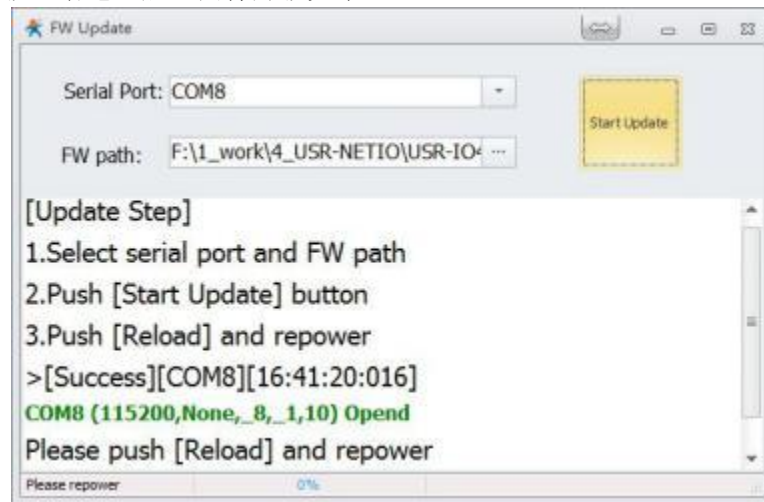 FW Update
Serial Port: COM8
Start Update
FW path: F:\1_work\4_USR-NETIO\USR-IO4 ...
[Update Step]
1.Select serial port and FW path
2.Push [Start Update] button
3.Push [Reload] and repower
>[Success][COM8][16:41:20:016]
COM8 (115200,None,_8,_1,10) Opend
Please push [Reload] and repower
Please repower 0%